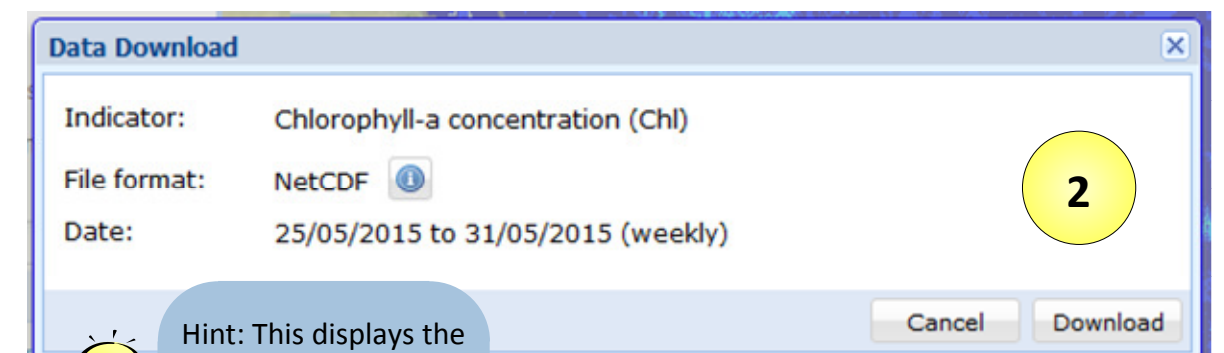 Data Download
Indicator: Chlorophyll-a concentration (Chl)
File format: NetCDF
Date: 25/05/2015 to 31/05/2015 (weekly)
2
Cancel Download
Hint: This displays the